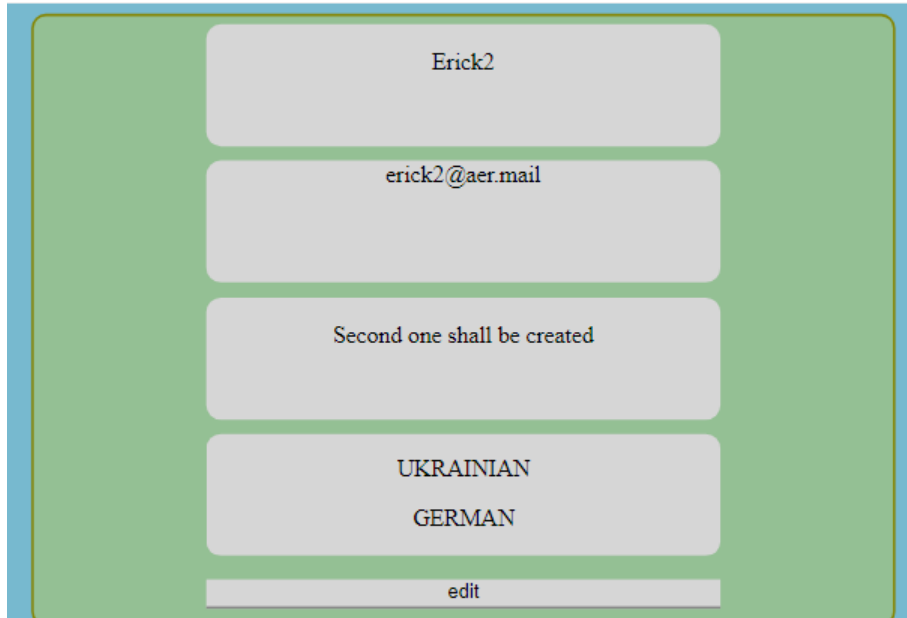 Erick2
erick2@aer.mail
Second one shall be created
UKRAINIAN
GERMAN
edit